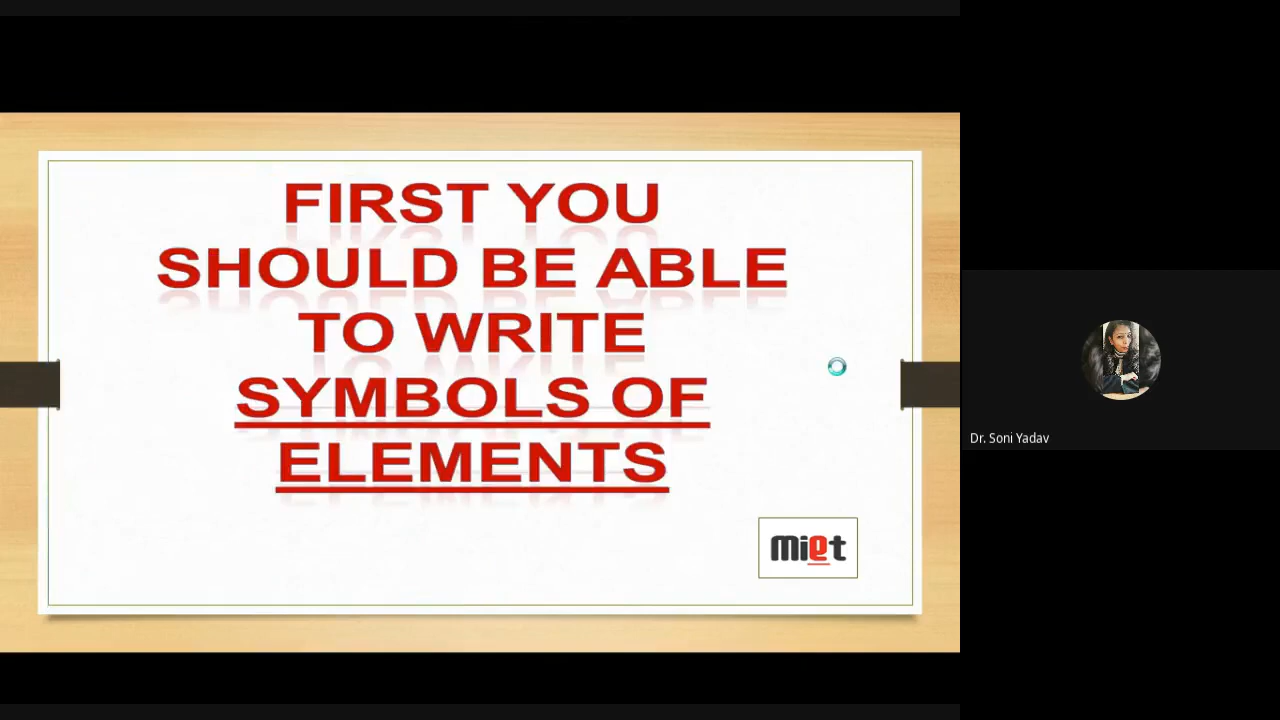 FIRST YOU
SHOULD BE ABLE
TO WRITE
SYMBOLS OF
ELEMENTS
miet
Dr. Soni Yadav